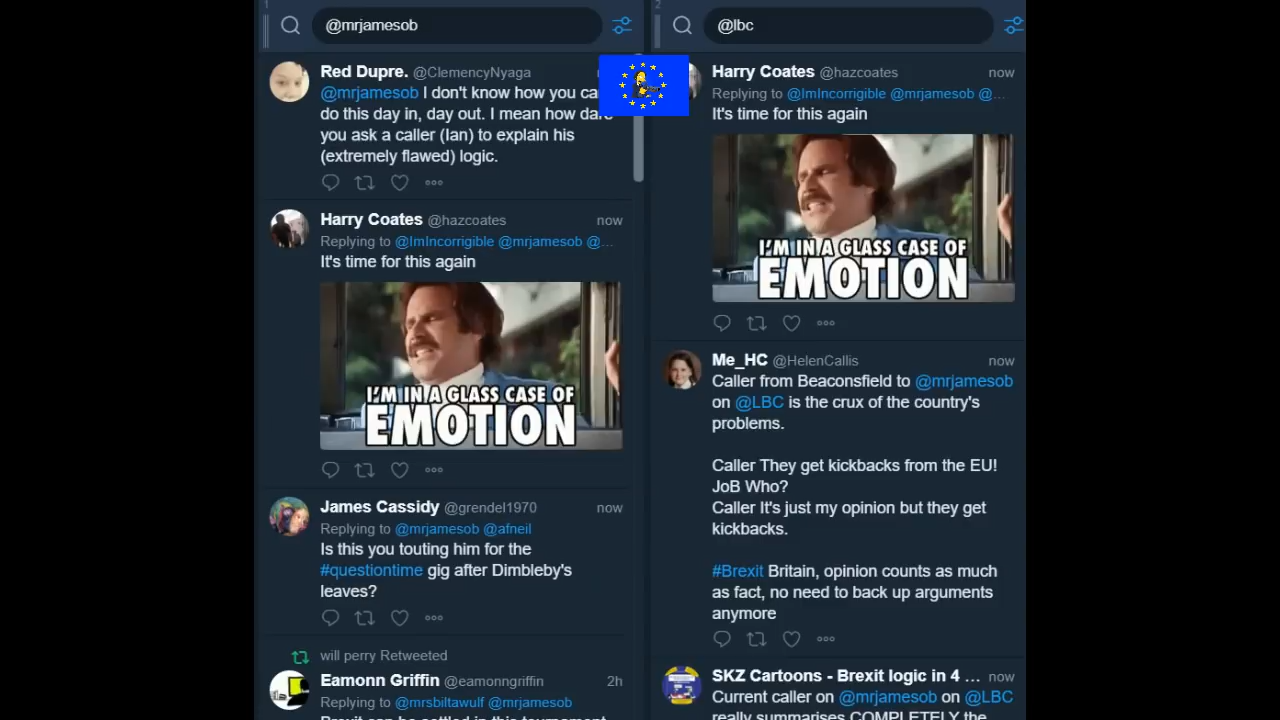 1
@mrjamesob
Red Dupre. @ClemencyNyaga
@mrjamesob I don't know how you
do this day in, day out. I mean how
you ask a caller (Ian) to explain his
(extremely flawed) logic.
Harry Coates @hazcoates now
Replying to @ImIncorrigible @mrjamesob @...
It's time for this again
I'M IN A GLASS CASE OF
EMOTION
James Cassidy @grendel1970 now
Replying to @mrjamesob @afneil
Is this you touting him for the
#questiontime gig after Dimbleby's
leaves?
will perry Retweeted
Eamonn Griffin @eamonngriffin 2h
Replying to @mrsbiltawulf @mrjamesob
Brexit can be settled in this tournament
2
@lbc
Harry Coates @hazcoates now
Replying to @ImIncorrigible @mrjamesob @...
It's time for this again
I'M IN A GLASS CASE OF
EMOTION
Me_HC @HelenCallis now
Caller from Beaconsfield to @mrjamesob
on @LBC is the crux of the country's
problems.
Caller They get kickbacks from the EU!
JoB Who?
Caller It's just my opinion but they get
kickbacks.
#Brexit Britain, opinion counts as much
as fact, no need to back up arguments
anymore
SKZ Cartoons - Brexit logic in 4 ... now
Current caller on @mrjamesob on @LBC
really summarises COMPLETELY the